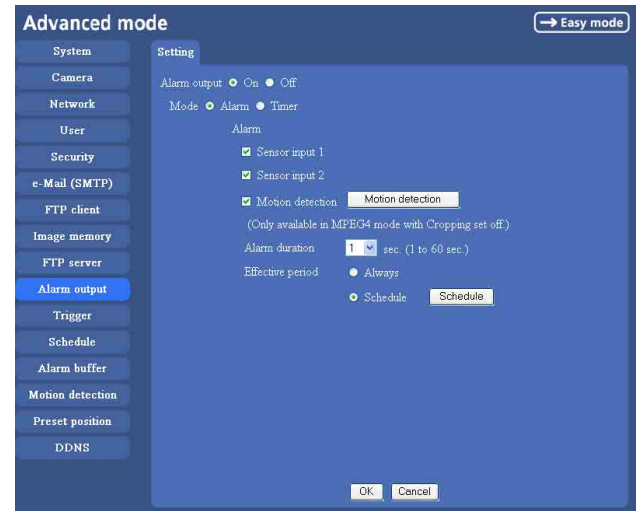 Advanced mode
→ Easy mode
System
Camera
Network
User
Security
e-Mail (SMTP)
FTP client
Image memory
FTP server
Alarm output
Trigger
Schedule
Alarm buffer
Motion detection
Preset position
DDNS
Setting
Alarm output On Off
Mode Alarm Timer
Alarm
Sensor input 1
Sensor input 2
Motion detection Motion detection
(Only available in MPEG4 mode with Cropping set off.)
Alarm duration 1 sec. (1 to 60 sec.)
Effective period Always
Schedule Schedule
OK Cancel